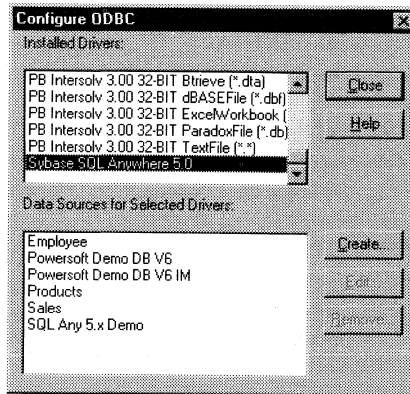 Configure ODBC
Installed Drivers:
PB Intersolv 3.00 32-BIT Btrieve (*.dta)
PB Intersolv 3.00 32-BIT dBASEFile (*.dbf)
PB Intersolv 3.00 32-BIT ExcelWorkbook (
PB Intersolv 3.00 32-BIT ParadoxFile (*.db)
PB Intersolv 3.00 32-BIT TextFile (*.*)
Sybase SQL Anywhere 5.0
Close
Help
Data Sources for Selected Drivers:
Employee
Powersoft Demo DB V6
Powersoft Demo DB V6 IM
Products
Sales
SQL Any 5.x Demo
Create...
Edit...
Remove...